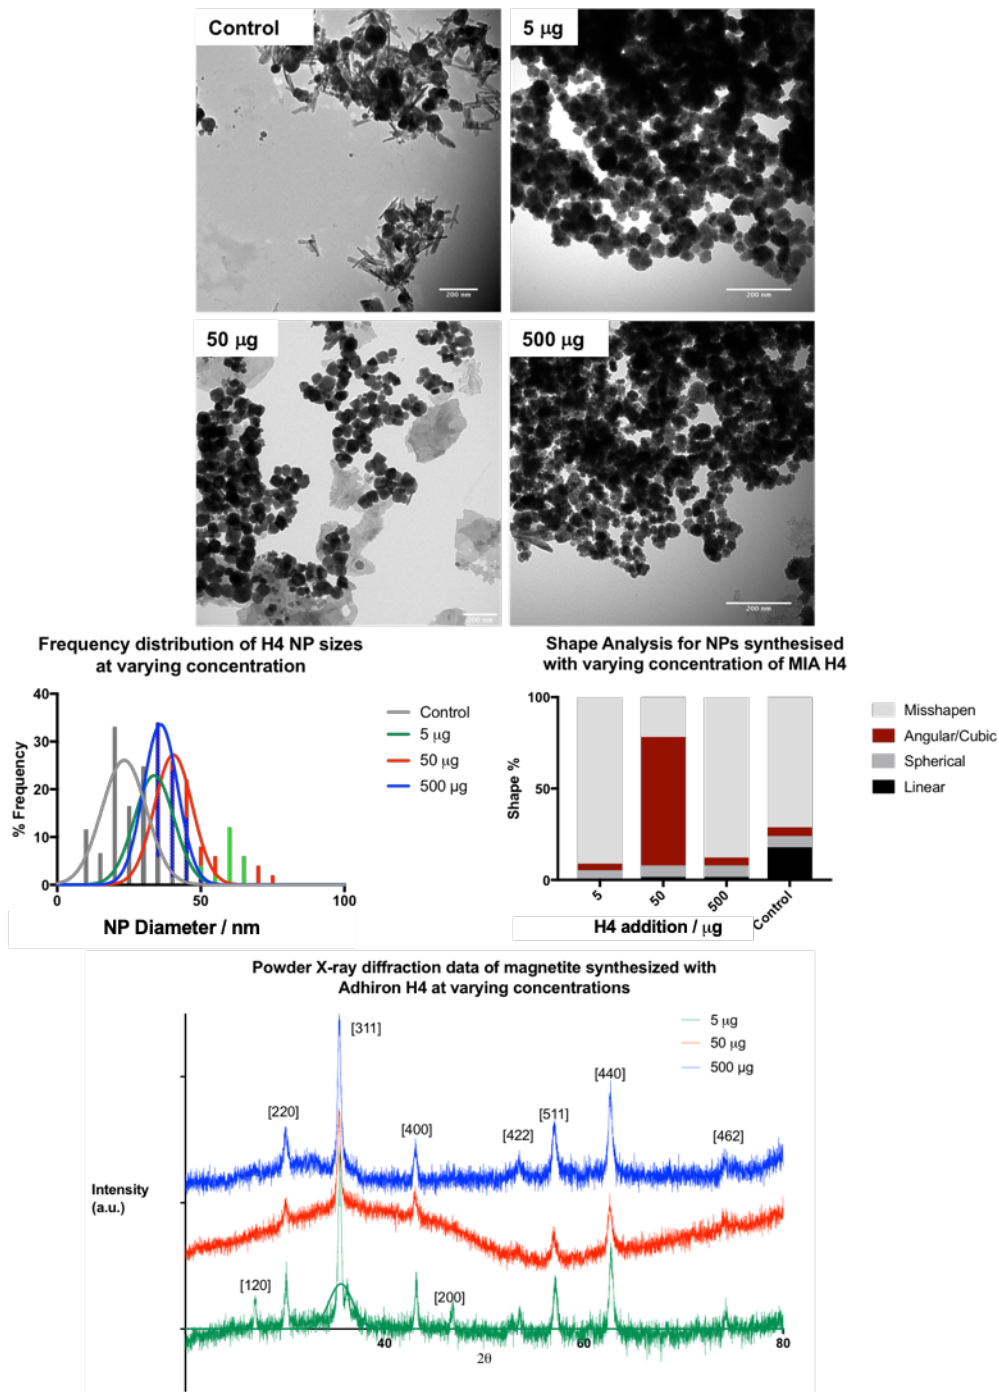 Control
5 μg
200 nm
200 nm
50 μg
500 μg
200 nm
200 nm
Frequency distribution of H4 NP sizes
at varying concentration
% Frequency
40
30
20
10
0
0
50
100
NP Diameter / nm
Control
5 μg
50 μg
500 μg
Shape Analysis for NPs synthesised
with varying concentration of MIA H4
Shape %
100
50
0
5
50
500
Control
H4 addition / μg
Misshapen
Angular/Cubic
Spherical
Linear
Powder X-ray diffraction data of magnetite synthesized with
Adhiron H4 at varying concentrations
5 μg
50 μg
500 μg
[311]
[440]
[220]
[400]
[422]
[511]
[462]
Intensity
(a.u.)
[120]
[200]
40
60
80
2θ